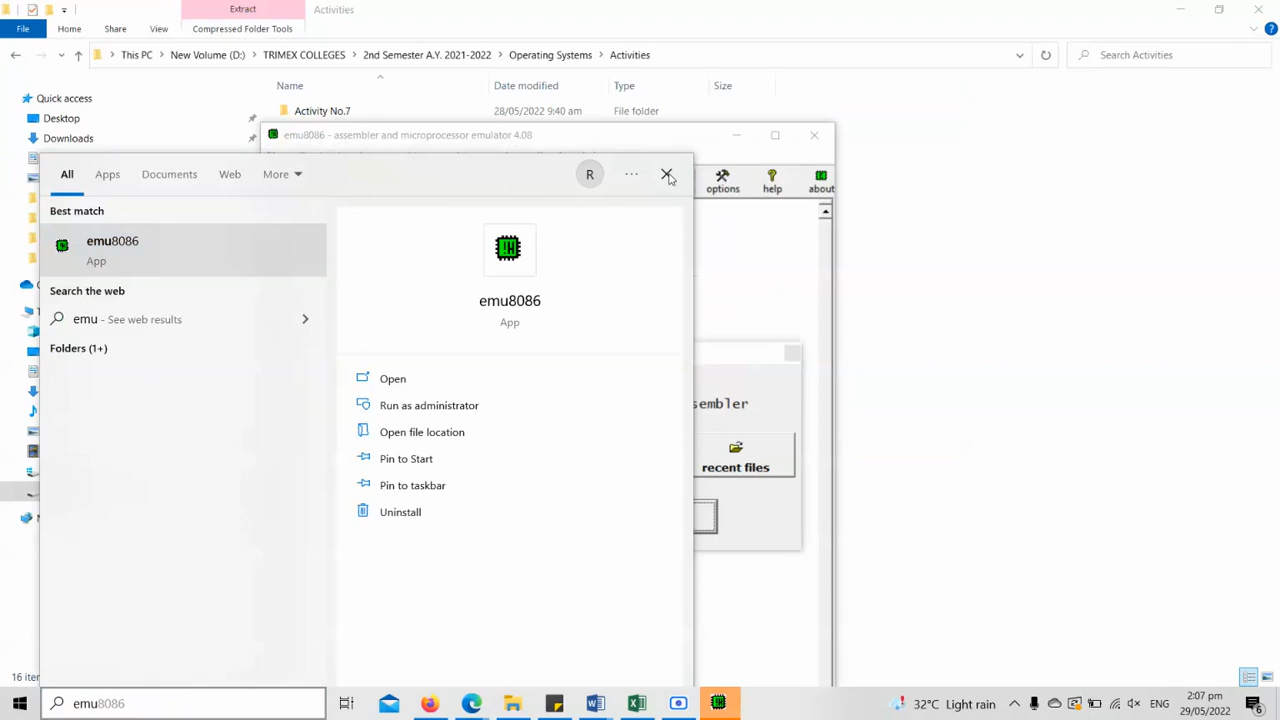 Extract
Activities
File
Home
Share
View
Compressed Folder Tools
This PC
New Volume (D:)
TRIMEX COLLEGES
2nd Semester A.Y. 2021-2022
Operating Systems
Activities
Search Activities
Name
Date modified
Type
Size
Quick access
Activity No.7
28/05/2022 9:40 am
File folder
Desktop
Downloads
emu8086 - assembler and microprocessor emulator 4.08
All
Apps
Documents
Web
More
R
options
help
about
Best match
emu8086
App
Search the web
emu - See web results
Folders (1+)
emu8086
App
Open
Run as administrator
Open file location
Pin to Start
Pin to taskbar
Uninstall
sembler
recent files
16 iter
emu8086
32°C Light rain
ENG
2:07 pm
29/05/2022
6